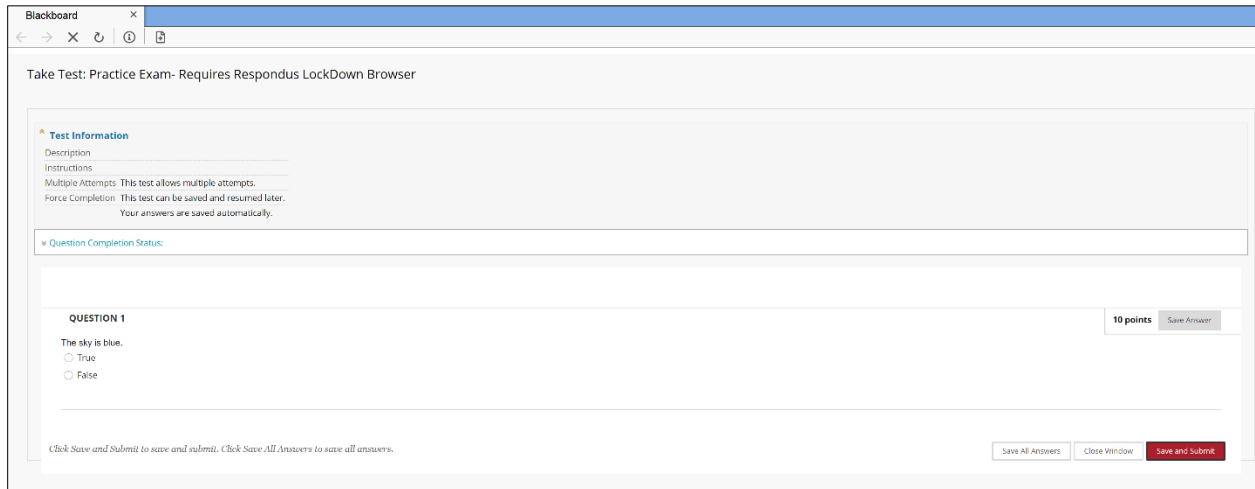 Blackboard
Take Test: Practice Exam- Requires Respondus LockDown Browser
Test Information
Description
Instructions
Multiple Attempts This test allows multiple attempts.
Force Completion This test can be saved and resumed later.
Your answers are saved automatically.
Question Completion Status:
QUESTION 1
10 points Save Answer
The sky is blue.
True
False
Click Save and Submit to save and submit. Click Save All Answers to save all answers.
Save All Answers Close Window Save and Submit